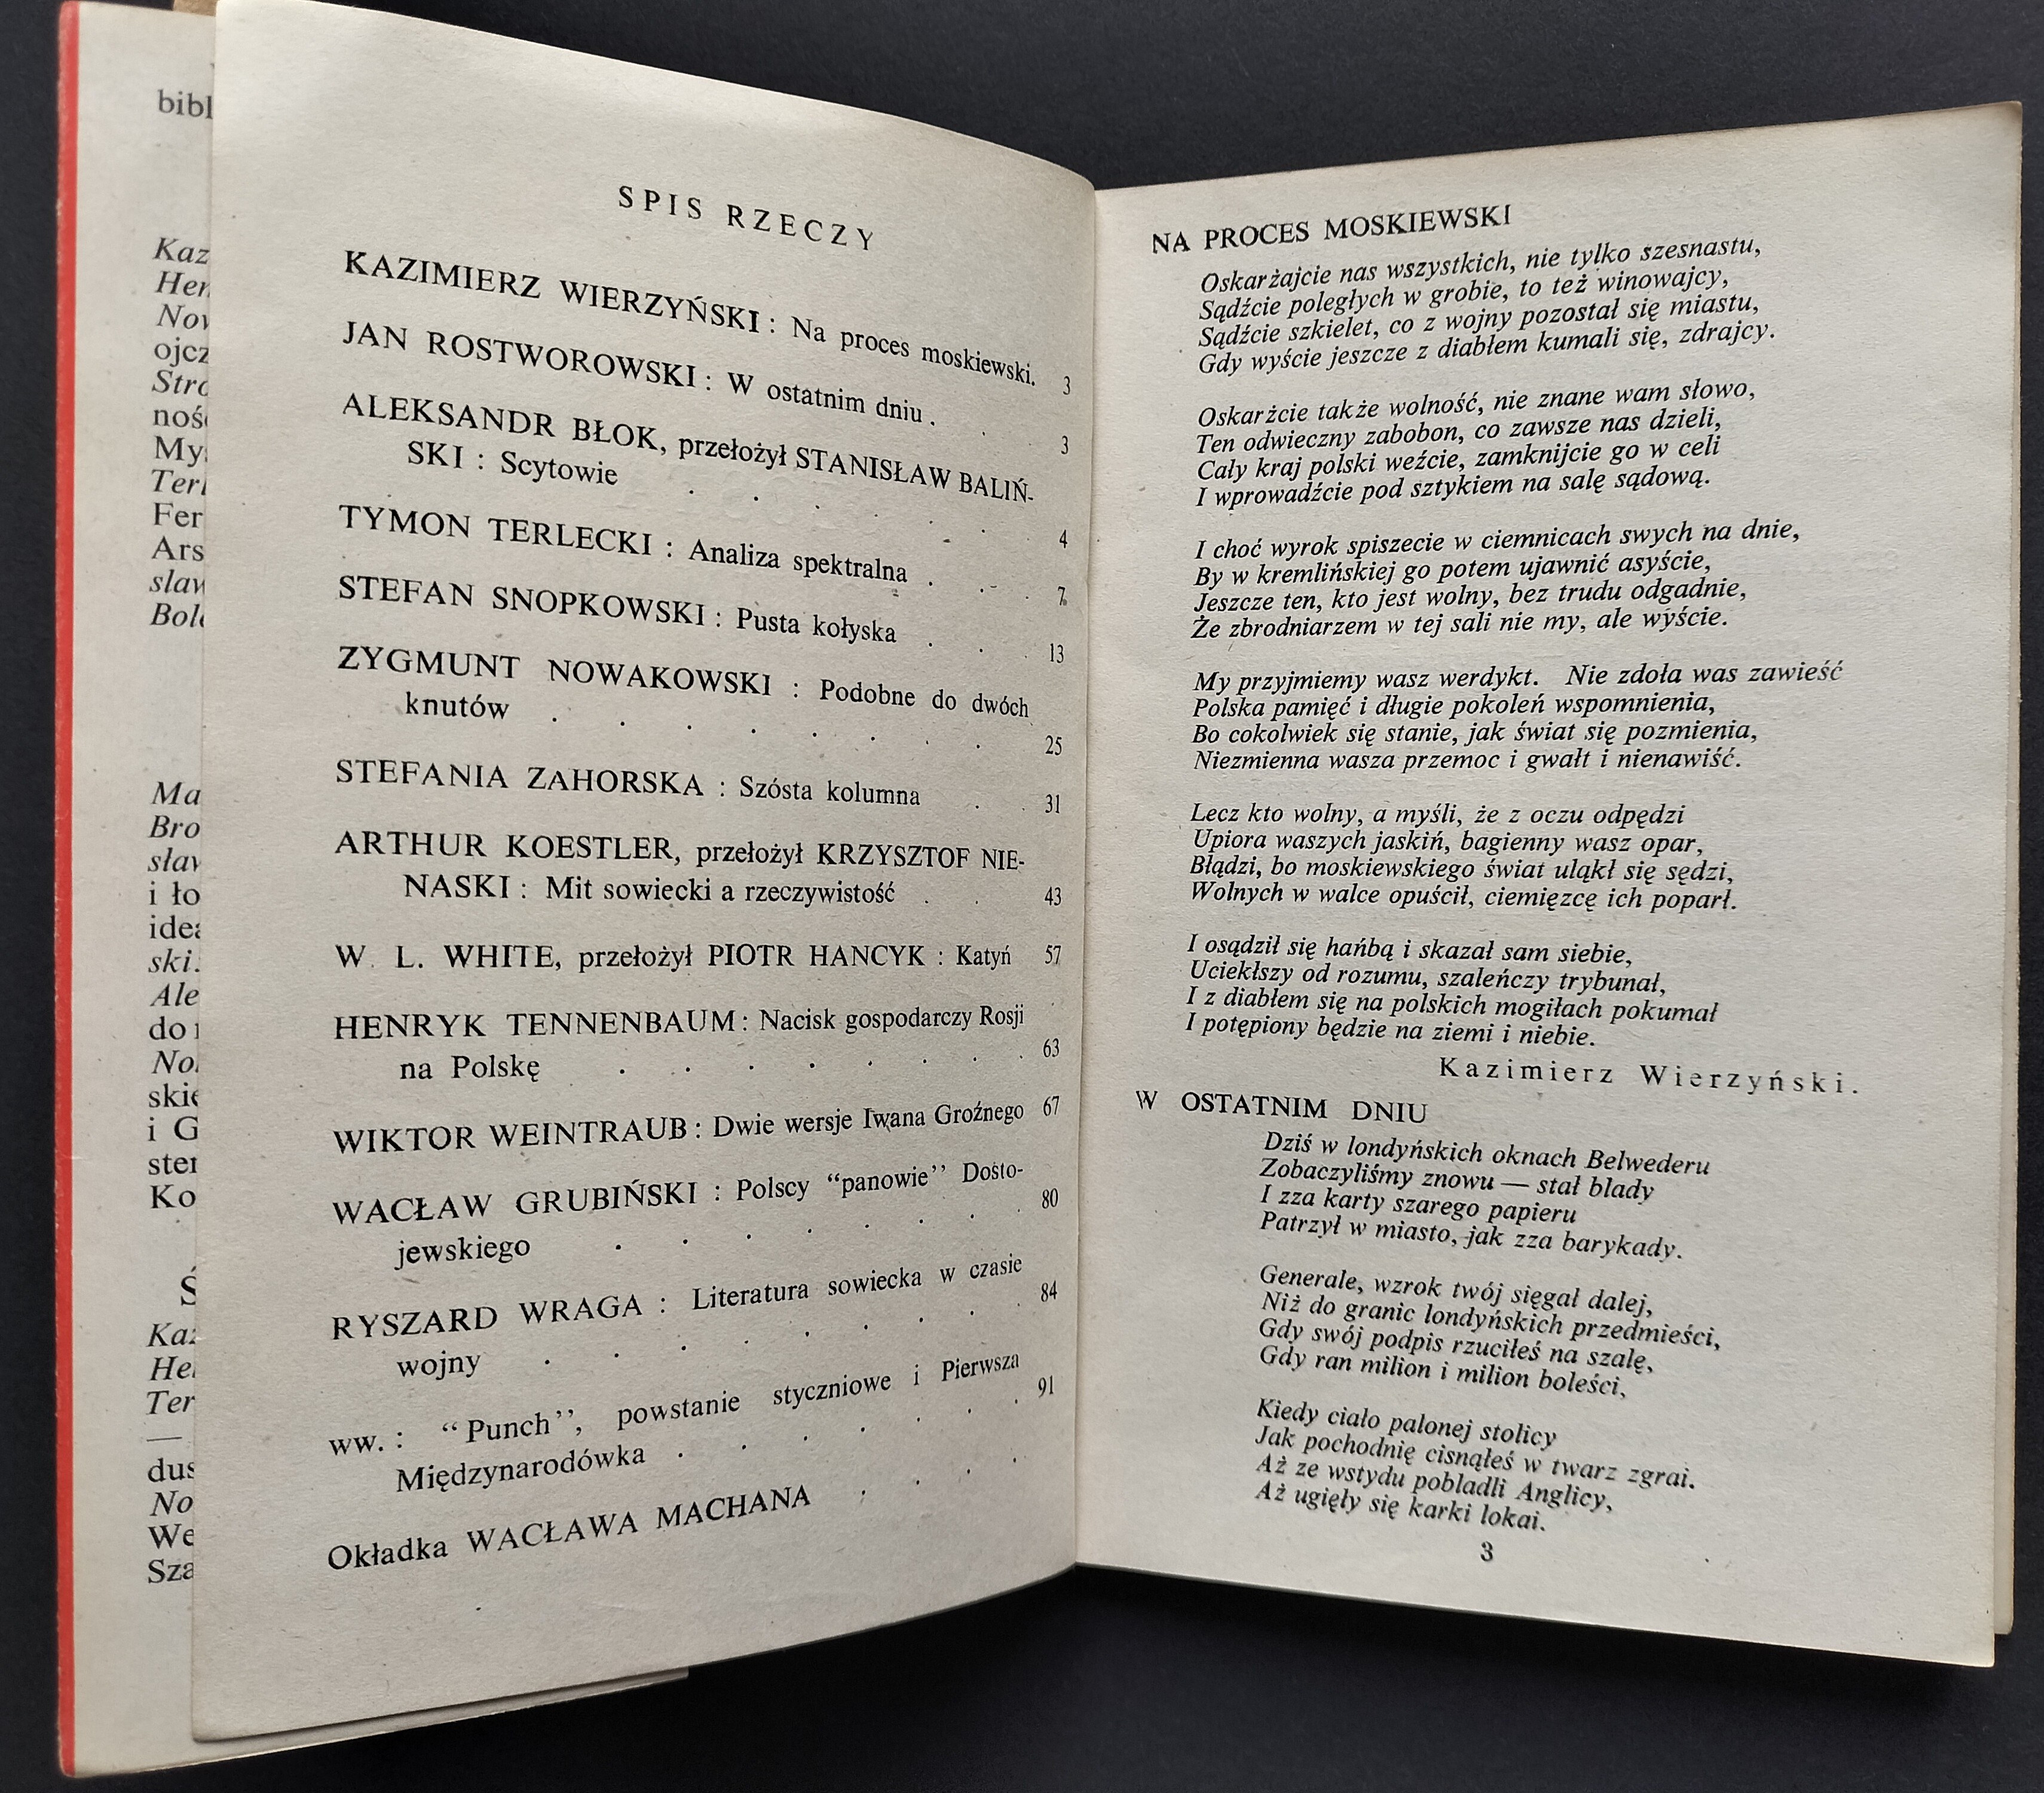 bibl
Kaz
Her
Nov
ojcz
Stro
noś
My
Terl
Fer
Ars
sław
Bol
Ma
Bro
sław
i ło
idea
ski.
Ale
do
No
skie
i G
ster
Ko
Ś
Kaz
He
Ter
—
dus
No
We
Sza
SPIS RZECZY
KAZIMIERZ WIERZYŃSKI : Na proces moskiewski. 3
JAN ROSTWOROWSKI : W ostatnim dniu . . . 3
ALEKSANDR BŁOK, przełożył STANISŁAW BALIŃ-
SKI : Scytowie . . . . . . 4
TYMON TERLECKI : Analiza spektralna . . . 7
STEFAN SNOPKOWSKI : Pusta kołyska . . . 13
ZYGMUNT NOWAKOWSKI : Podobne do dwóch
knutów . . . . . . . 25
STEFANIA ZAHORSKA : Szósta kolumna . . 31
ARTHUR KOESTLER, przełożył KRZYSZTOF NIE-
NASKI : Mit sowiecki a rzeczywistość . . 43
W. L. WHITE, przełożył PIOTR HANCYK : Katyń 57
HENRYK TENNENBAUM : Nacisk gospodarczy Rosji
na Polskę . . . . . . . 63
WIKTOR WEINTRAUB : Dwie wersje Iwana Groźnego 67
WACŁAW GRUBIŃSKI : Polscy “panowie” Dosto-
jewskiego . . . . . . . 80
RYSZARD WRAGA : Literatura sowiecka w czasie
wojny . . . . . . . . 84
ww. : “Punch”, powstanie styczniowe i Pierwsza
Międzynarodówka . . . . . . 91
Okładka WACŁAWA MACHANA . . . .
NA PROCES MOSKIEWSKI
Oskarżajcie nas wszystkich, nie tylko szesnastu,
Sądźcie poległych w grobie, to też winowajcy,
Sądźcie szkielet, co z wojny pozostał się miastu,
Gdy wyście jeszcze z diabłem kumali się, zdrajcy.
Oskarżcie także wolność, nie znane wam słowo,
Ten odwieczny zabobon, co zawsze nas dzieli,
Cały kraj polski weźcie, zamknijcie go w celi
I wprowadźcie pod sztykiem na salę sądową.
I choć wyrok spiszecie w ciemnicach swych na dnie,
By w kremlińskiej go potem ujawnić asyście,
Jeszcze ten, kto jest wolny, bez trudu odgadnie,
Że zbrodniarzem w tej sali nie my, ale wyście.
My przyjmiemy wasz werdykt. Nie zdoła was zawieść
Polska pamięć i długie pokoleń wspomnienia,
Bo cokolwiek się stanie, jak świat się pozmienia,
Niezmienna wasza przemoc i gwałt i nienawiść.
Lecz kto wolny, a myśli, że z oczu odpędzi
Upiora waszych jaskiń, bagienny wasz opar,
Błądzi, bo moskiewskiego świat uląkł się sędzi,
Wolnych w walce opuścił, ciemięzcę ich poparł.
I osądził się hańbą i skazał sam siebie,
Uciekłszy od rozumu, szaleńczy trybunał,
I z diabłem się na polskich mogiłach pokumał
I potępiony będzie na ziemi i niebie.
Kazimierz Wierzyński.
W OSTATNIM DNIU
Dziś w londyńskich oknach Belwederu
Zobaczyliśmy znowu — stał blady
I zza karty szarego papieru
Patrzył w miasto, jak zza barykady.
Generale, wzrok twój sięgał dalej,
Niż do granic londyńskich przedmieści,
Gdy swój podpis rzuciłeś na szalę,
Gdy ran milion i milion boleści,
Kiedy ciało palonej stolicy
Jak pochodnię cisnąłeś w twarz zgrai.
Aż ze wstydu pobladli Anglicy,
Aż ugięły się karki lokai.
3